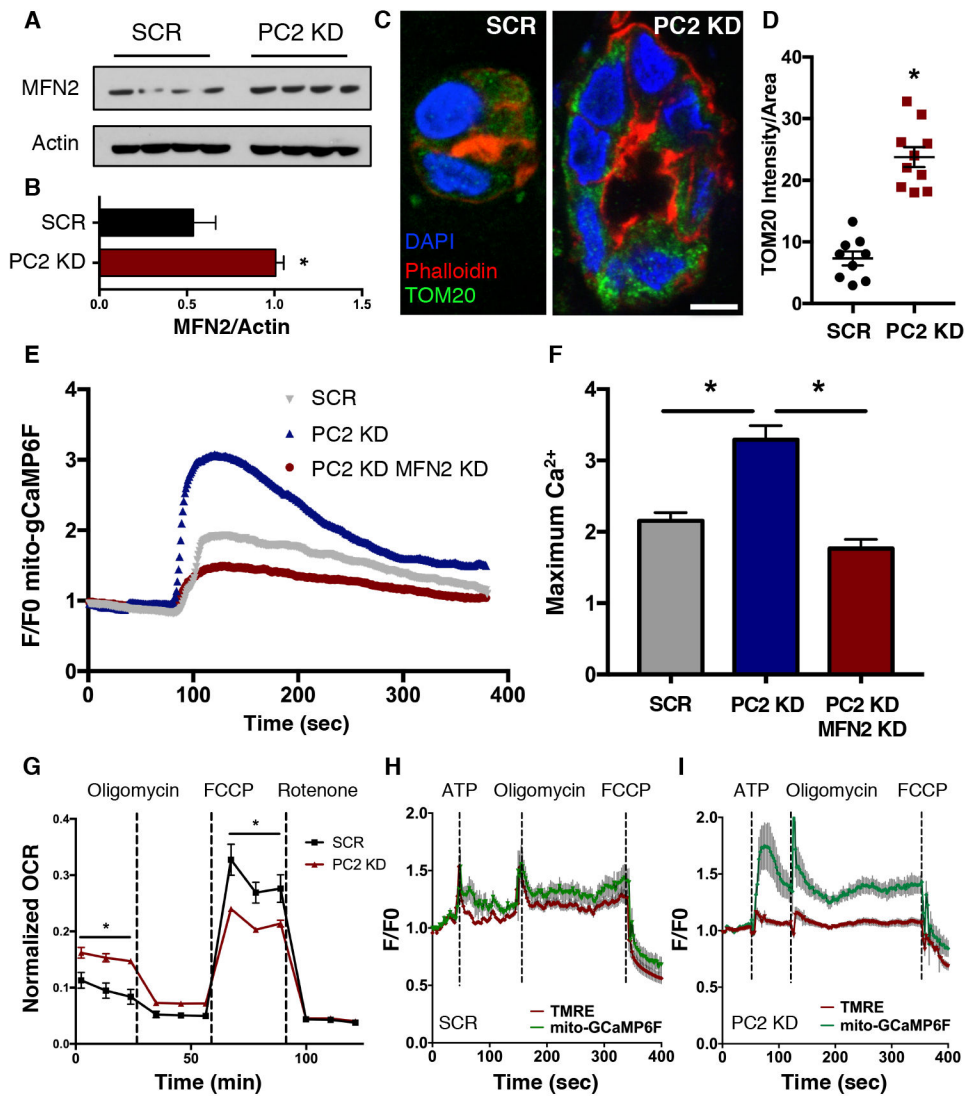 A
SCR
PC2 KD
MFN2
Actin
B
SCR
PC2 KD
*
0.0
0.5
1.0
1.5
MFN2/Actin
C
SCR
PC2 KD
DAPI
Phalloidin
TOM20
D
TOM20 Intensity/Area
40
30
20
10
0
*
SCR
PC2 KD
E
F/F0 mito-gCaMP6F
4
3
2
1
0
SCR
PC2 KD
PC2 KD MFN2 KD
0
100
200
300
400
Time (sec)
F
Maximum Ca²⁺
4
3
2
1
0
*
*
SCR
PC2 KD
PC2 KD
MFN2 KD
G
Oligomycin
FCCP
Rotenone
Normalized OCR
0.4
0.3
0.2
0.1
0.0
*
*
SCR
PC2 KD
0
50
100
Time (min)
H
ATP
Oligomycin
FCCP
F/F0
2.0
1.5
1.0
0.5
0.0
SCR
TMRE
mito-GCaMP6F
0
100
200
300
400
Time (sec)
I
ATP
Oligomycin
FCCP
F/F0
2.0
1.5
1.0
0.5
0.0
PC2 KD
TMRE
mito-GCaMP6F
0
100
200
300
400
Time (sec)